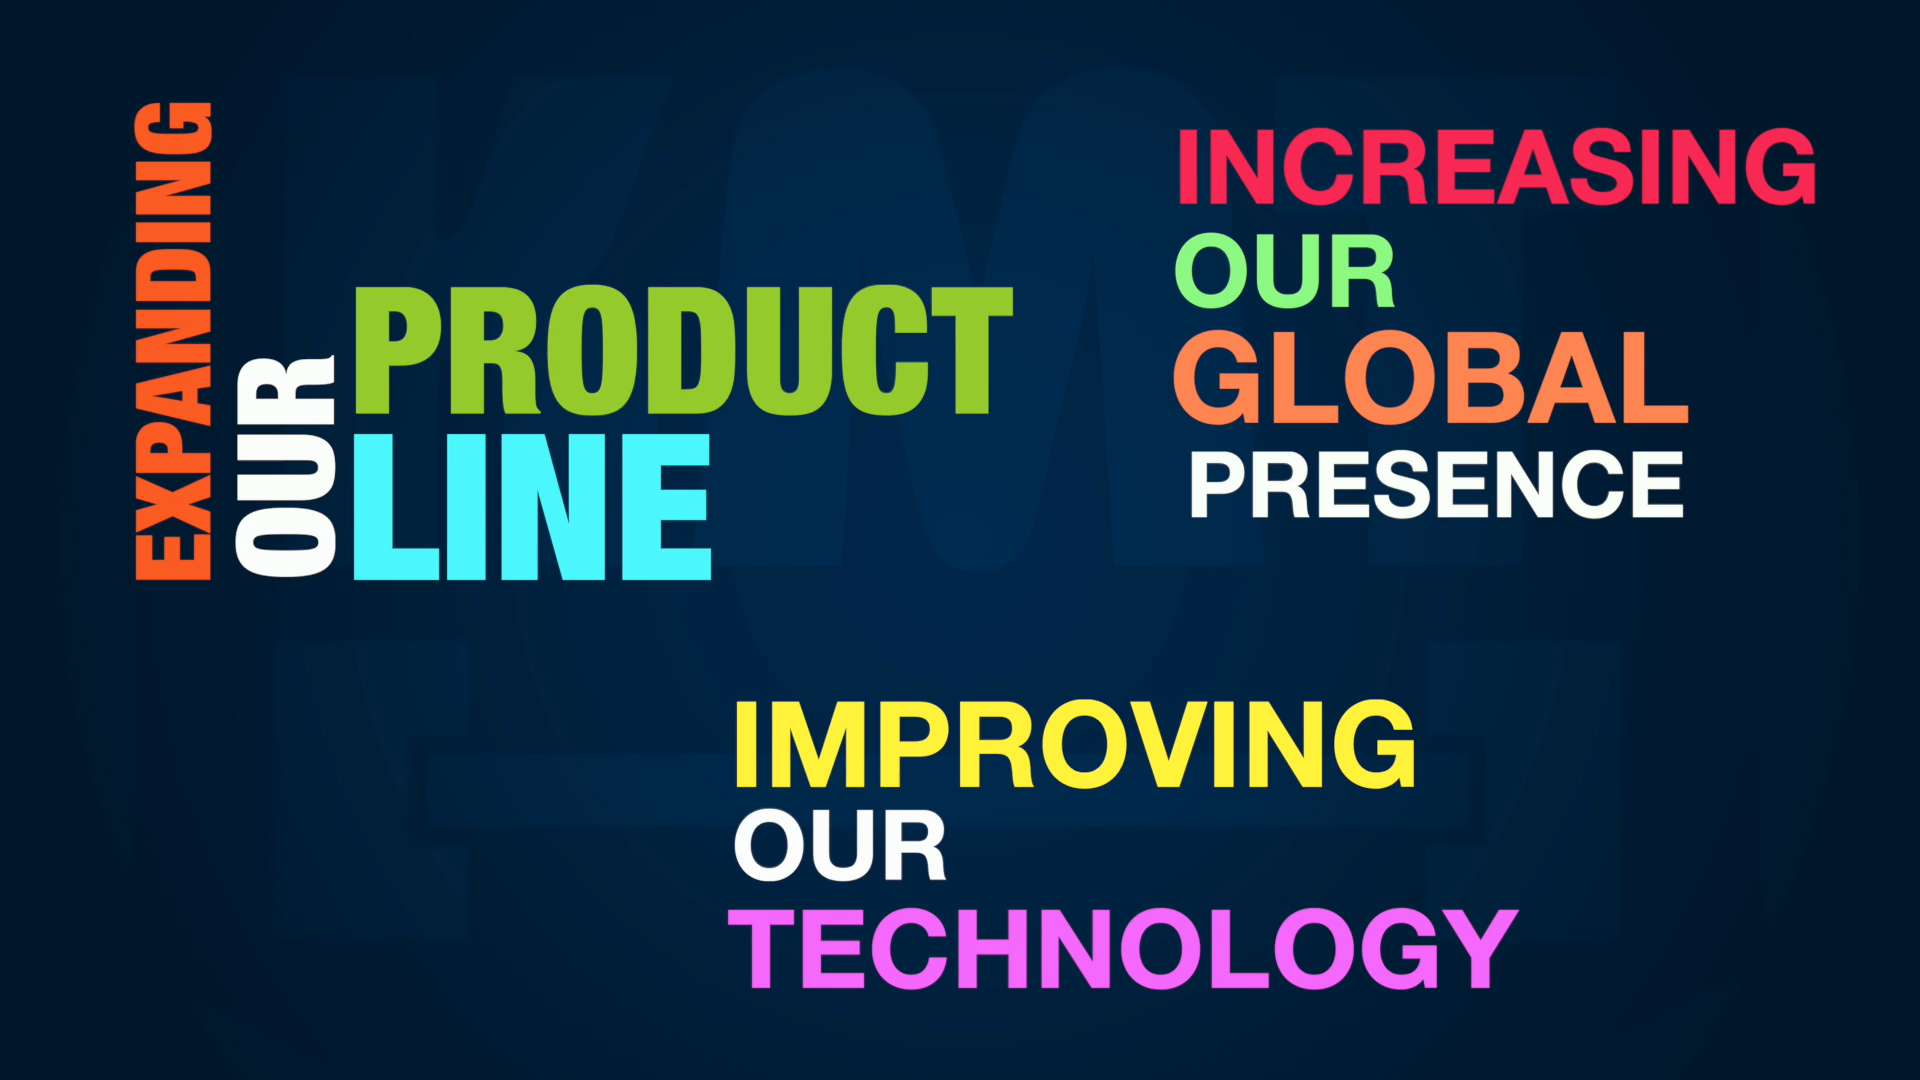 EXPANDING
OUR
PRODUCT
LINE
INCREASING
OUR
GLOBAL
PRESENCE
IMPROVING
OUR
TECHNOLOGY